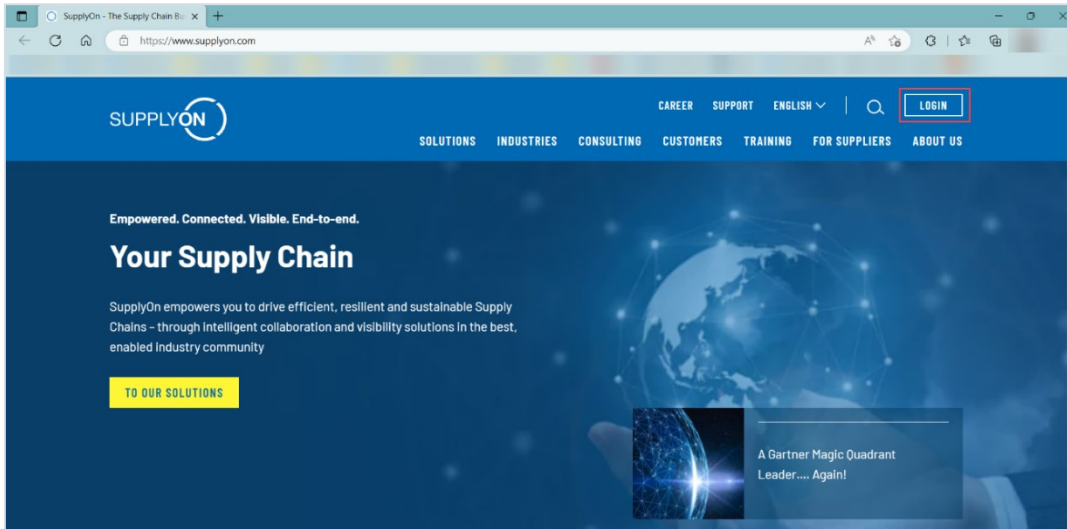 SupplyOn - The Supply Chain Bu
https://www.supplyon.com
SUPPLYON
CAREER SUPPORT ENGLISH LOGIN
SOLUTIONS INDUSTRIES CONSULTING CUSTOMERS TRAINING FOR SUPPLIERS ABOUT US
Empowered. Connected. Visible. End-to-end.
Your Supply Chain
SupplyOn empowers you to drive efficient, resilient and sustainable Supply
Chains – through intelligent collaboration and visibility solutions in the best,
enabled industry community
TO OUR SOLUTIONS
A Gartner Magic Quadrant
Leader.... Again!